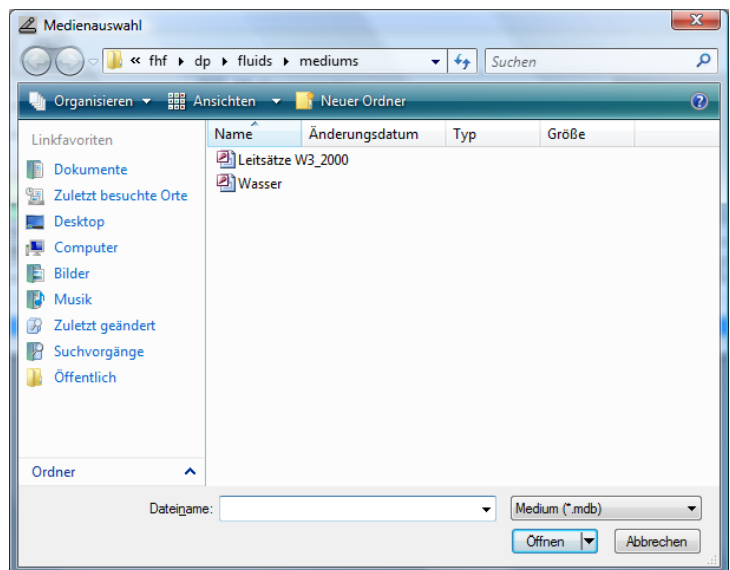 Medienauswahl
« fhf dp fluids mediums Suchen
Organisieren Ansichten Neuer Ordner
Linkfavoriten
Name Änderungsdatum Typ Größe
Leitsätze W3_2000
Wasser
Dokumente
Zuletzt besuchte Orte
Desktop
Computer
Bilder
Musik
Zuletzt geändert
Suchvorgänge
Öffentlich
Ordner
Dateiname: Medium (*.mdb)
Öffnen Abbrechen